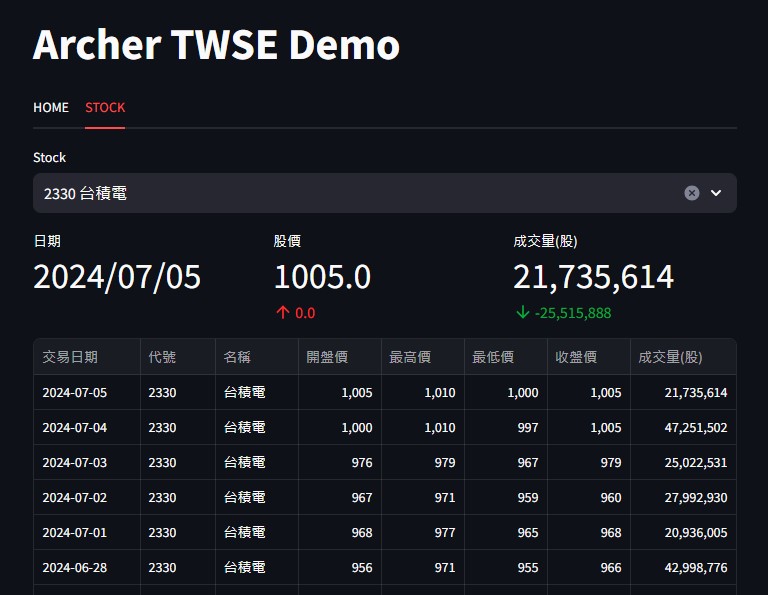 Archer TWSE Demo
HOME STOCK
Stock
2330 台積電
日期 股價 成交量(股)
2024/07/05 1005.0 21,735,614
↑ 0.0 ↓ -25,515,888
交易日期 代號 名稱 開盤價 最高價 最低價 收盤價 成交量(股)
2024-07-05 2330 台積電 1,005 1,010 1,000 1,005 21,735,614
2024-07-04 2330 台積電 1,000 1,010 997 1,005 47,251,502
2024-07-03 2330 台積電 976 979 967 979 25,022,531
2024-07-02 2330 台積電 967 971 959 960 27,992,930
2024-07-01 2330 台積電 968 977 965 968 20,936,005
2024-06-28 2330 台積電 956 971 955 966 42,998,776